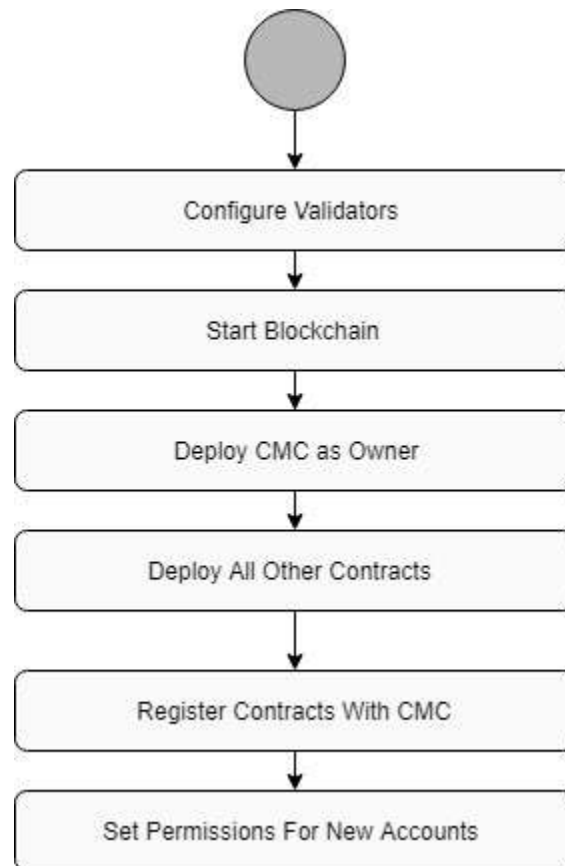 Configure Validators
Start Blockchain
Deploy CMC as Owner
Deploy All Other Contracts
Register Contracts With CMC
Set Permissions For New Accounts